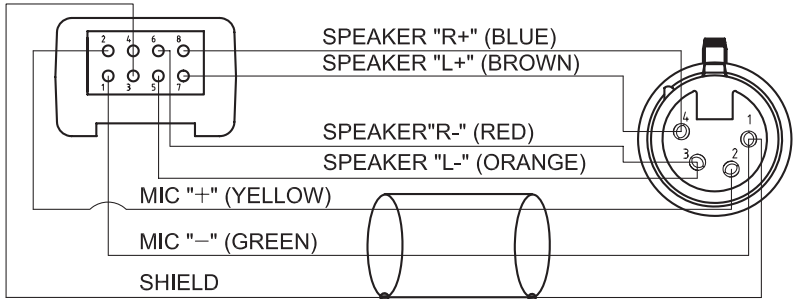 SPEAKER "R+" (BLUE)
2 4 6 8
SPEAKER "L+" (BROWN)
1 3 5 7
4 1
SPEAKER"R-" (RED)
3 2
SPEAKER "L-" (ORANGE)
MIC "+" (YELLOW)
MIC "−" (GREEN)
SHIELD